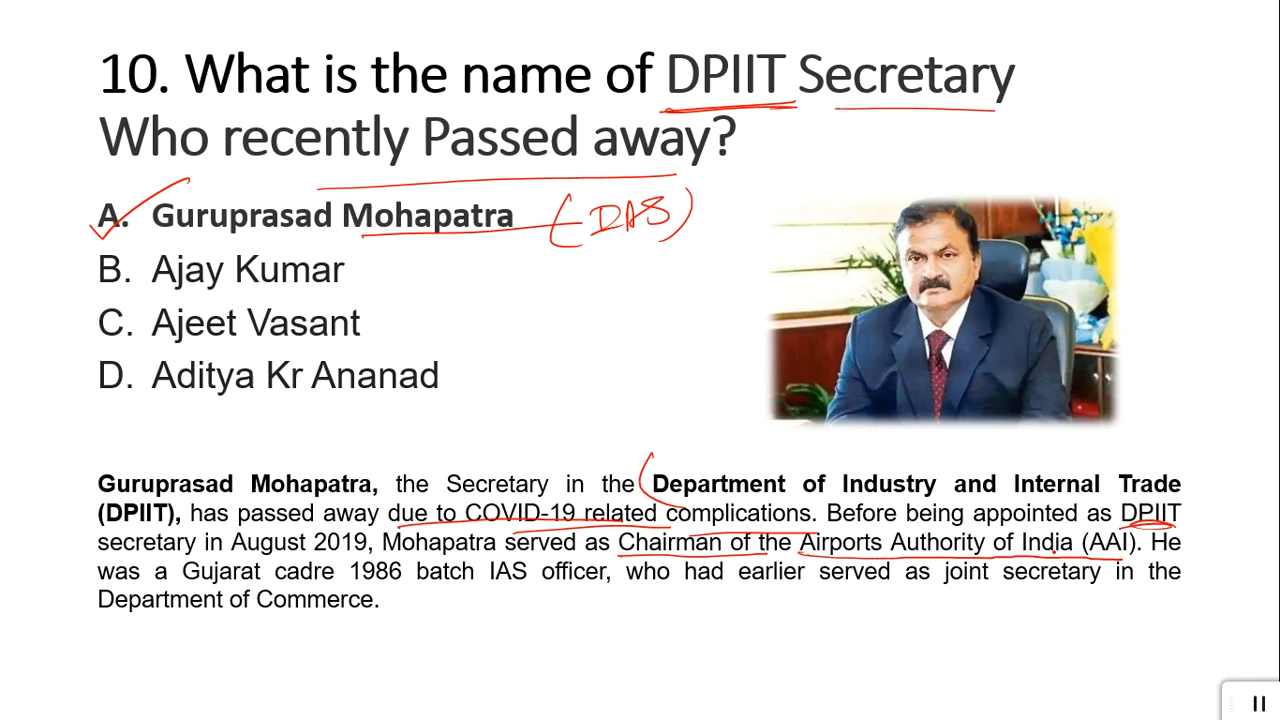 10. What is the name of DPIIT Secretary
Who recently Passed away?
A. Guruprasad Mohapatra (DAS)
B. Ajay Kumar
C. Ajeet Vasant
D. Aditya Kr Ananad
Guruprasad Mohapatra, the Secretary in the Department of Industry and Internal Trade
(DPIIT), has passed away due to COVID-19 related complications. Before being appointed as DPIIT
secretary in August 2019, Mohapatra served as Chairman of the Airports Authority of India (AAI). He
was a Gujarat cadre 1986 batch IAS officer, who had earlier served as joint secretary in the
Department of Commerce.